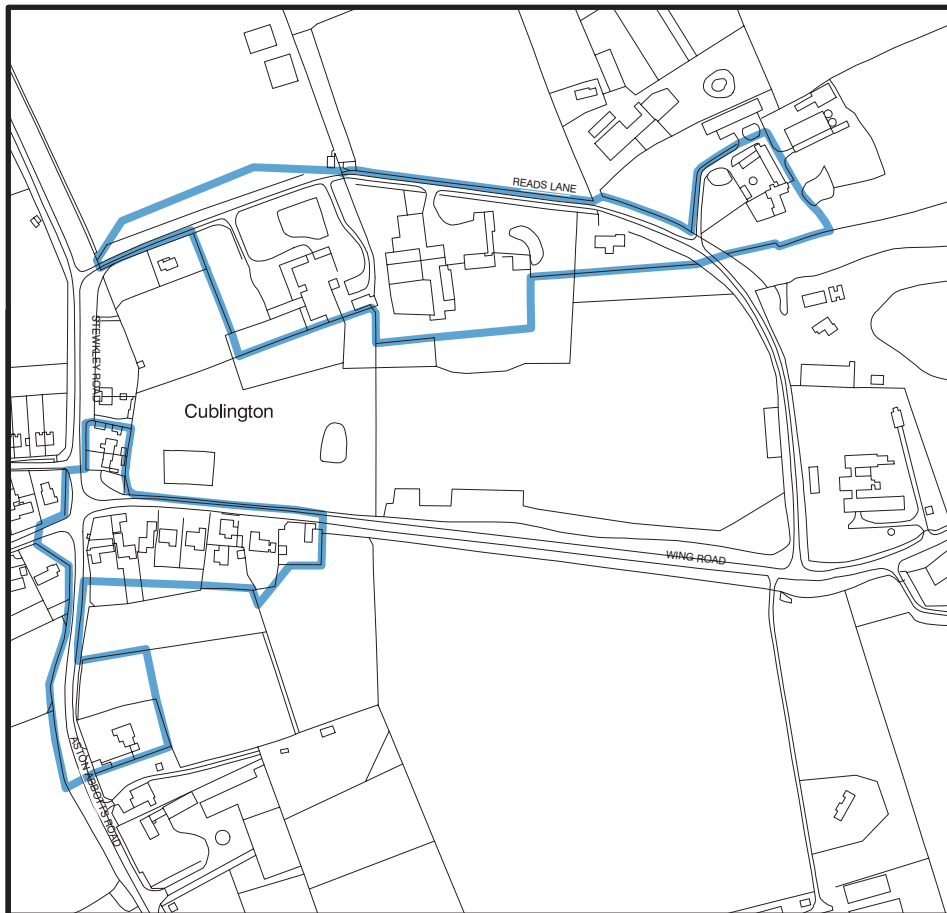 READS LANE
STEWKLEY ROAD
Cublington
WING ROAD
ASTON ABBOTTS ROAD